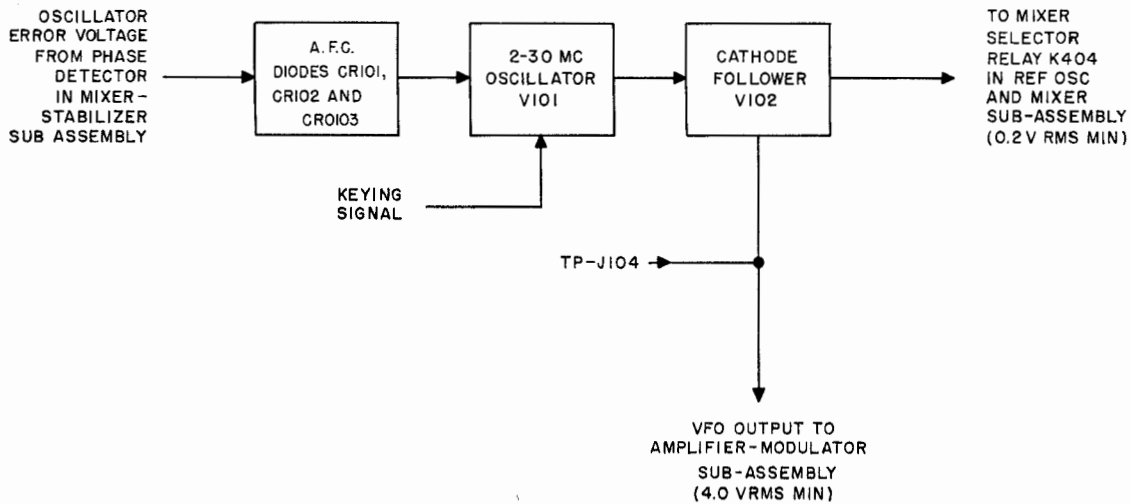 OSCILLATOR
ERROR VOLTAGE
FROM PHASE
DETECTOR
IN MIXER-
STABILIZER
SUB ASSEMBLY
A.F.C.
DIODES CR101,
CR102 AND
CR0103
2-30 MC
OSCILLATOR
V101
CATHODE
FOLLOWER
V102
TO MIXER
SELECTOR
RELAY K404
IN REF OSC
AND MIXER
SUB-ASSEMBLY
(0.2V RMS MIN)
KEYING
SIGNAL
TP-J104
VFO OUTPUT TO
AMPLIFIER-MODULATOR
SUB-ASSEMBLY
(4.0 VRMS MIN)